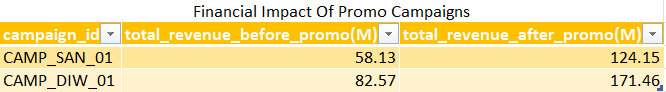 Financial Impact Of Promo Campaigns
campaign_id total_revenue_before_promo(M) total_revenue_after_promo(M)
CAMP_SAN_01 58.13 124.15
CAMP_DIW_01 82.57 171.46